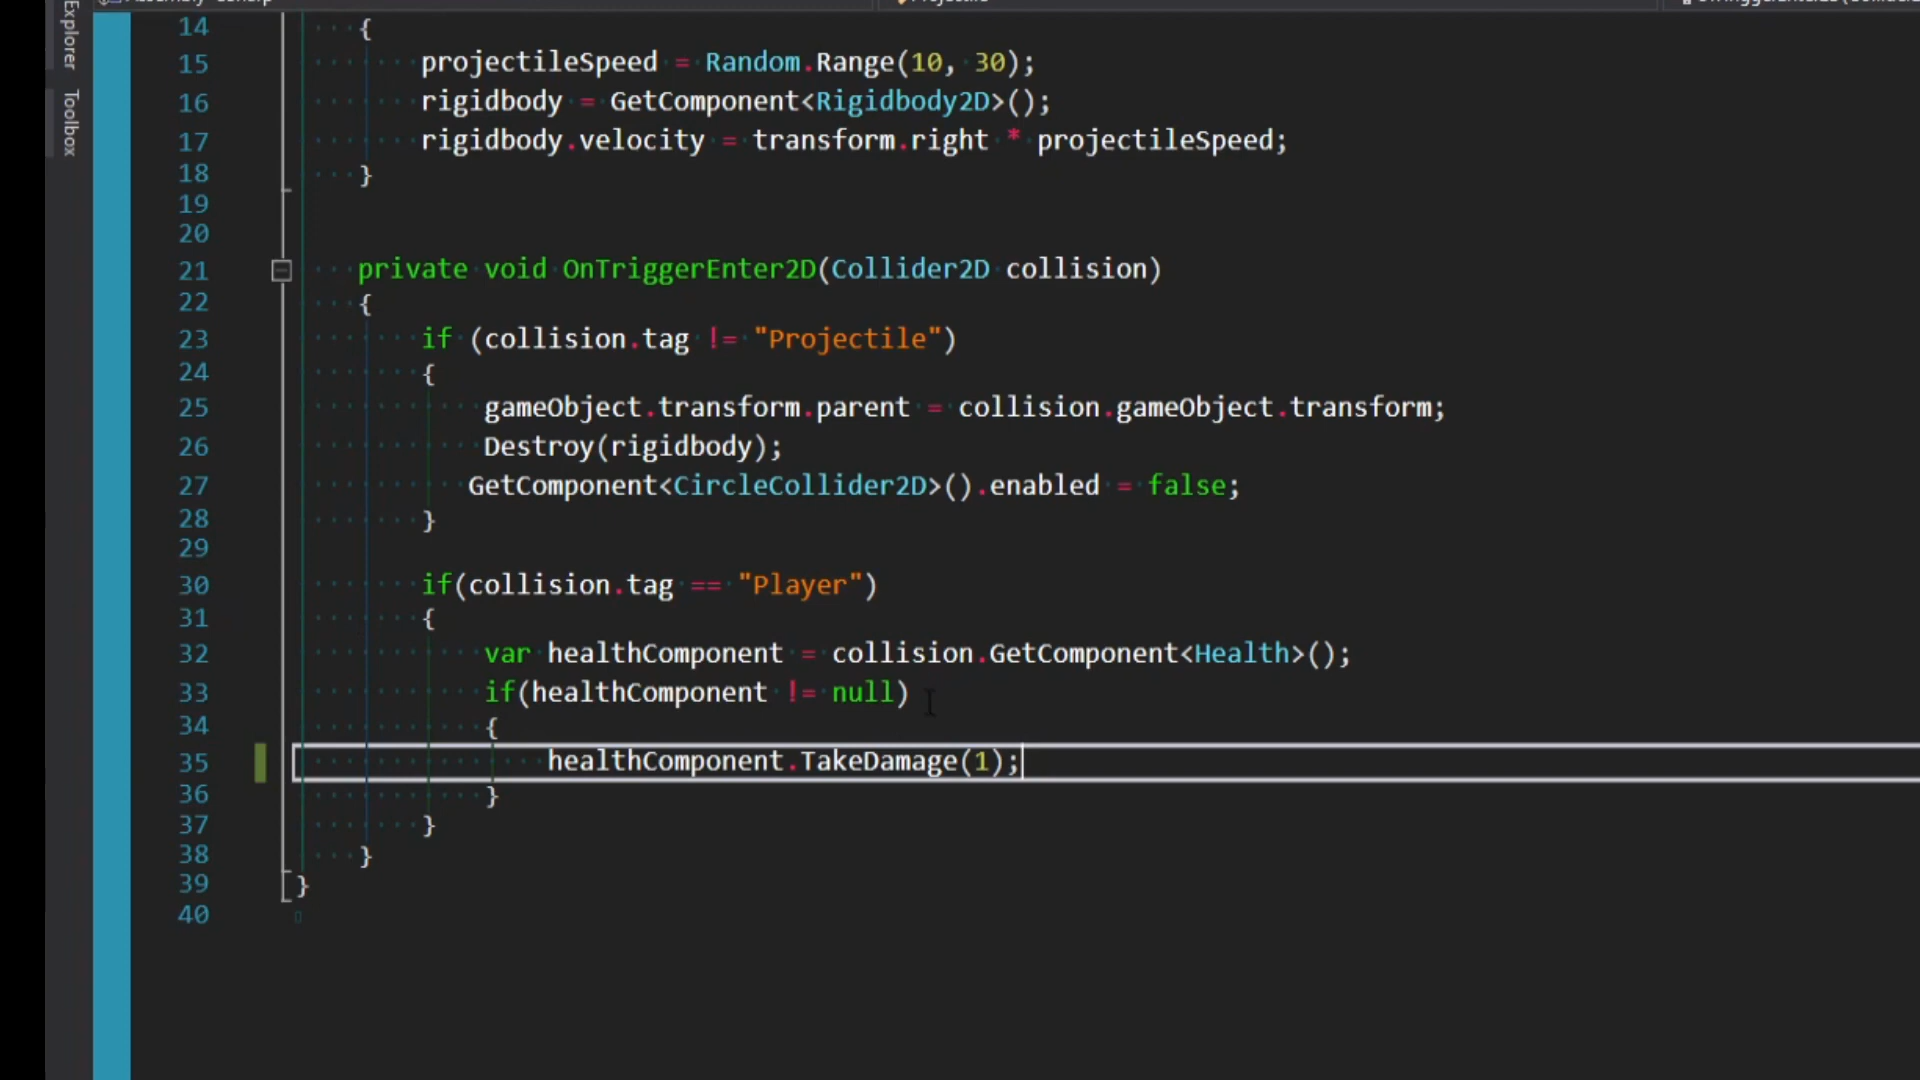 Explorer
Toolbox
14 {
15 projectileSpeed = Random.Range(10, 30);
16 rigidbody = GetComponent<Rigidbody2D>();
17 rigidbody.velocity = transform.right * projectileSpeed;
18 }
19
20
21 private void OnTriggerEnter2D(Collider2D collision)
22 {
23 if (collision.tag != "Projectile")
24 {
25 gameObject.transform.parent = collision.gameObject.transform;
26 Destroy(rigidbody);
27 GetComponent<CircleCollider2D>().enabled = false;
28 }
29
30 if(collision.tag == "Player")
31 {
32 var healthComponent = collision.GetComponent<Health>();
33 if(healthComponent != null)
34 {
35 healthComponent.TakeDamage(1);
36 }
37 }
38 }
39 }
40